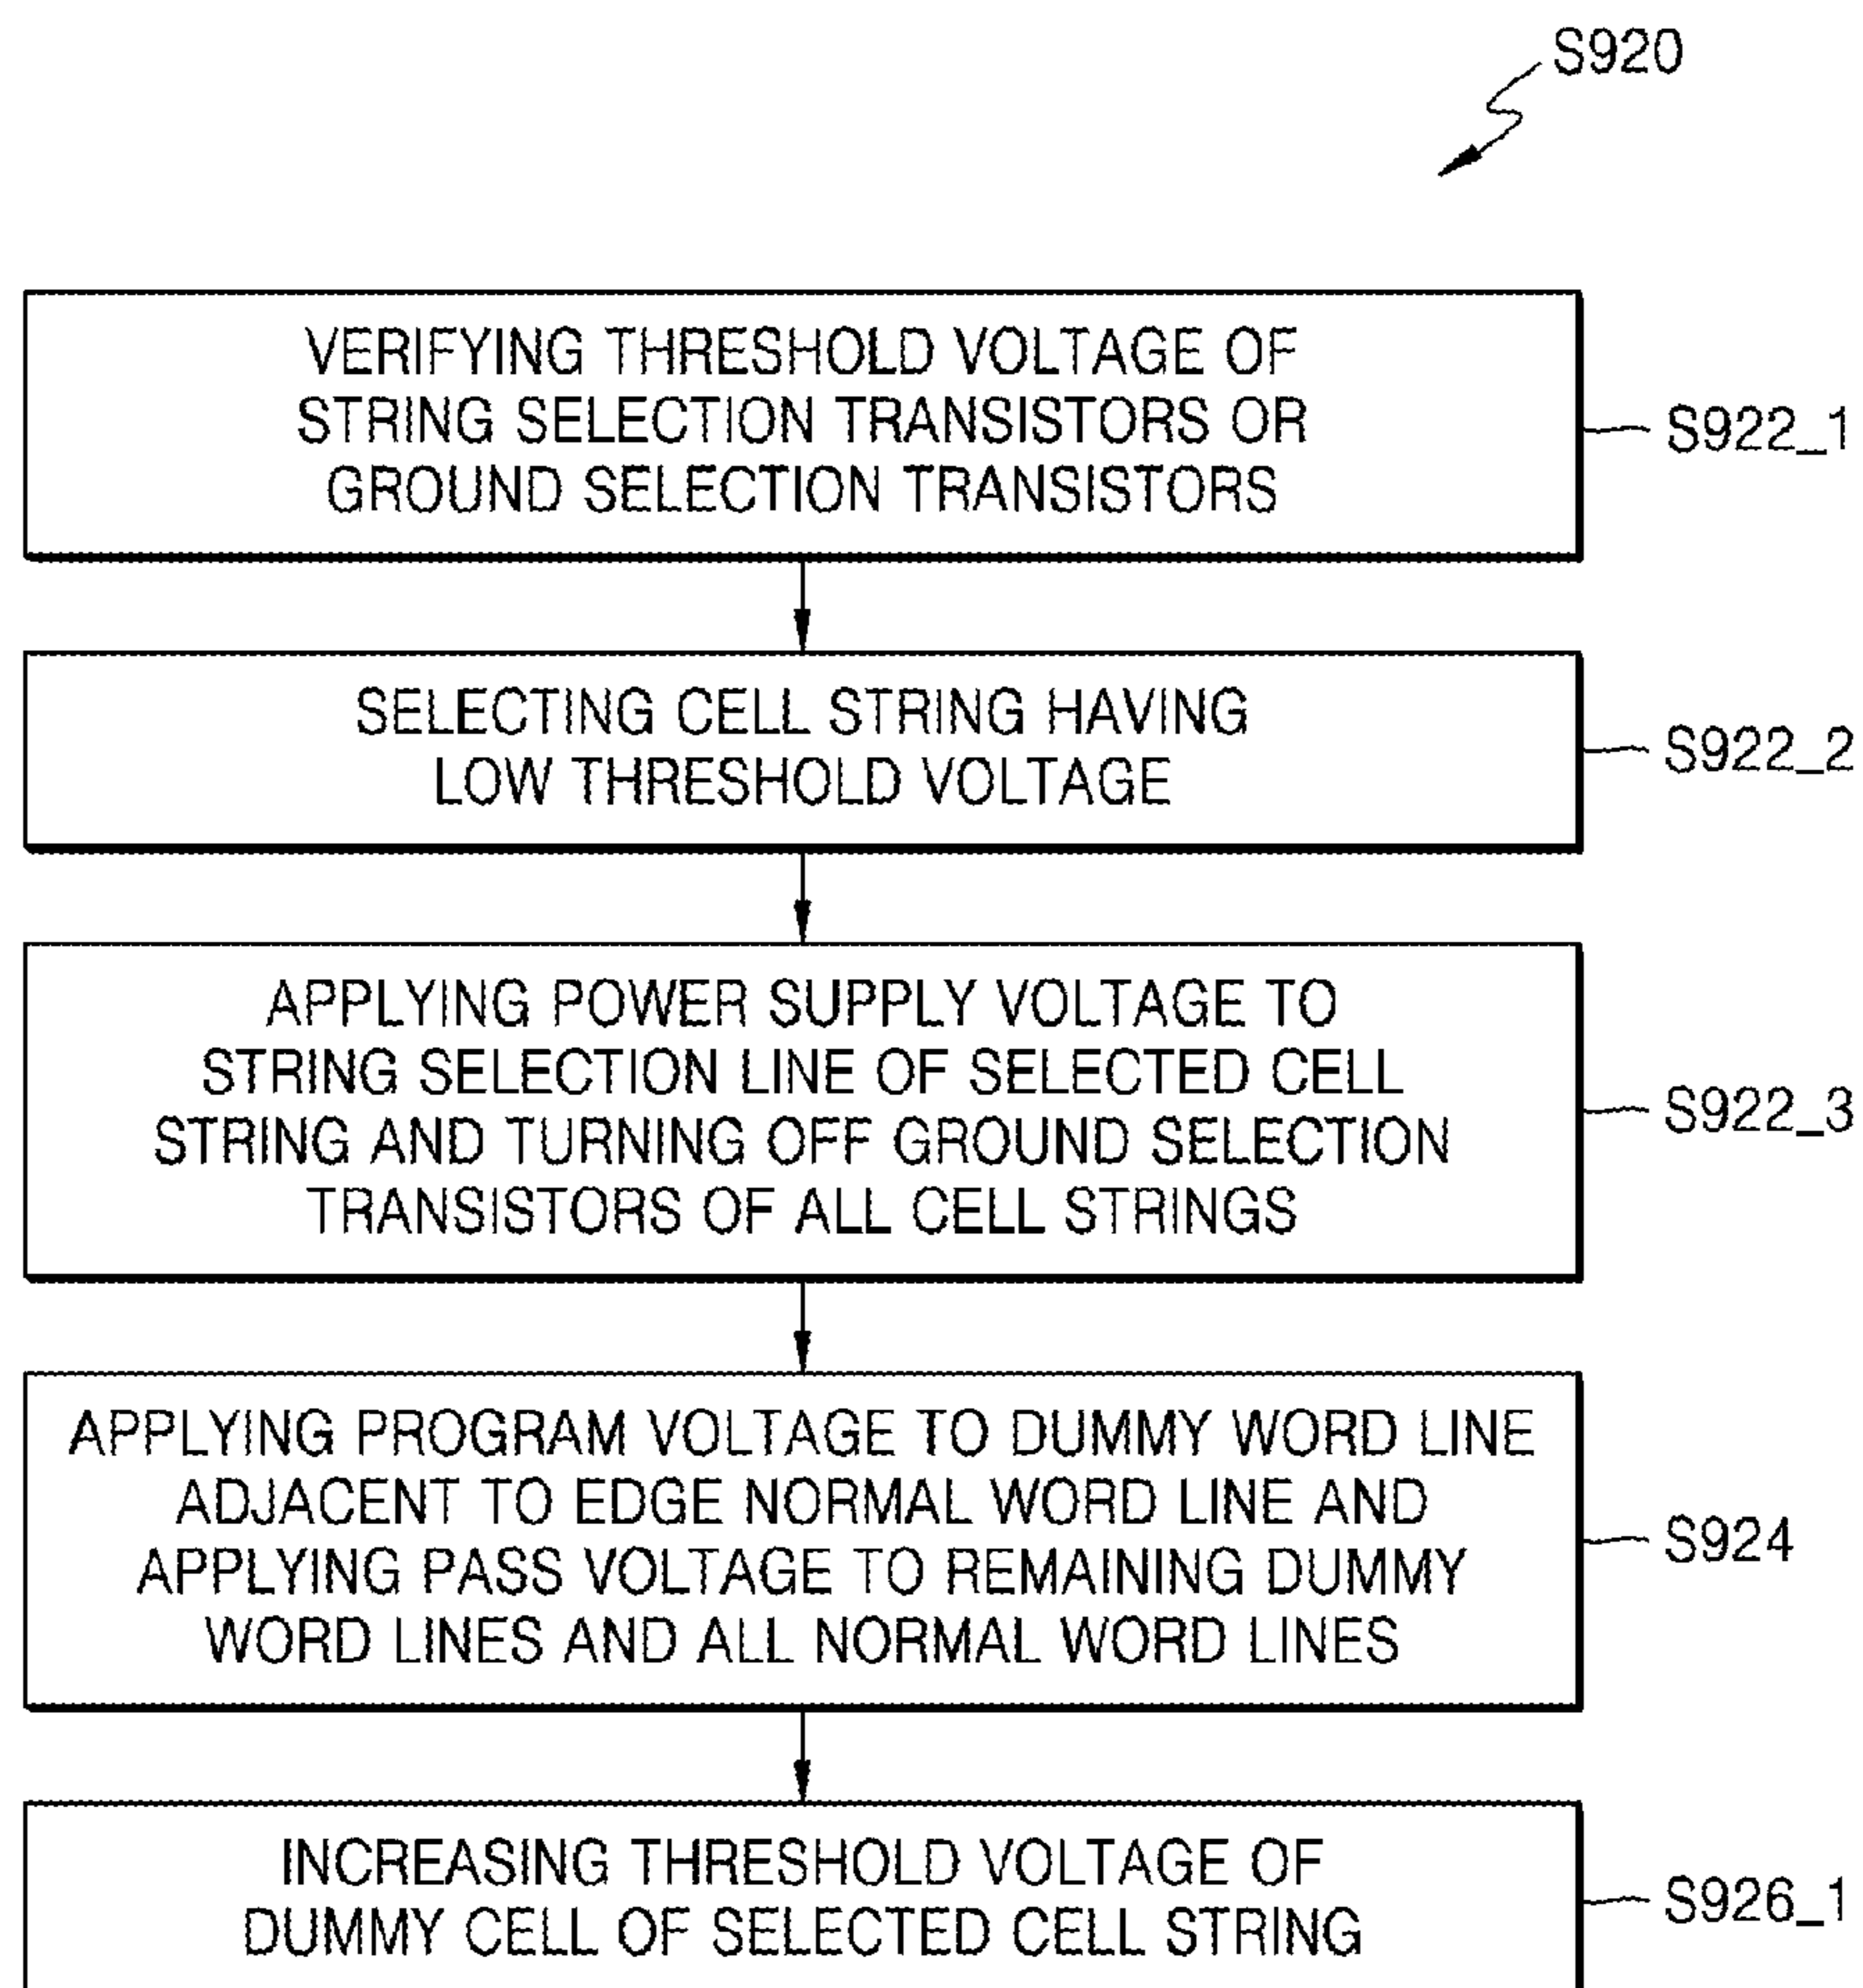 S920
VERIFYING THRESHOLD VOLTAGE OF
STRING SELECTION TRANSISTORS OR
GROUND SELECTION TRANSISTORS
S922_1
SELECTING CELL STRING HAVING
LOW THRESHOLD VOLTAGE
S922_2
APPLYING POWER SUPPLY VOLTAGE TO
STRING SELECTION LINE OF SELECTED CELL
STRING AND TURNING OFF GROUND SELECTION
TRANSISTORS OF ALL CELL STRINGS
S922_3
APPLYING PROGRAM VOLTAGE TO DUMMY WORD LINE
ADJACENT TO EDGE NORMAL WORD LINE AND
APPLYING PASS VOLTAGE TO REMAINING DUMMY
WORD LINES AND ALL NORMAL WORD LINES
S924
INCREASING THRESHOLD VOLTAGE OF
DUMMY CELL OF SELECTED CELL STRING
S926_1